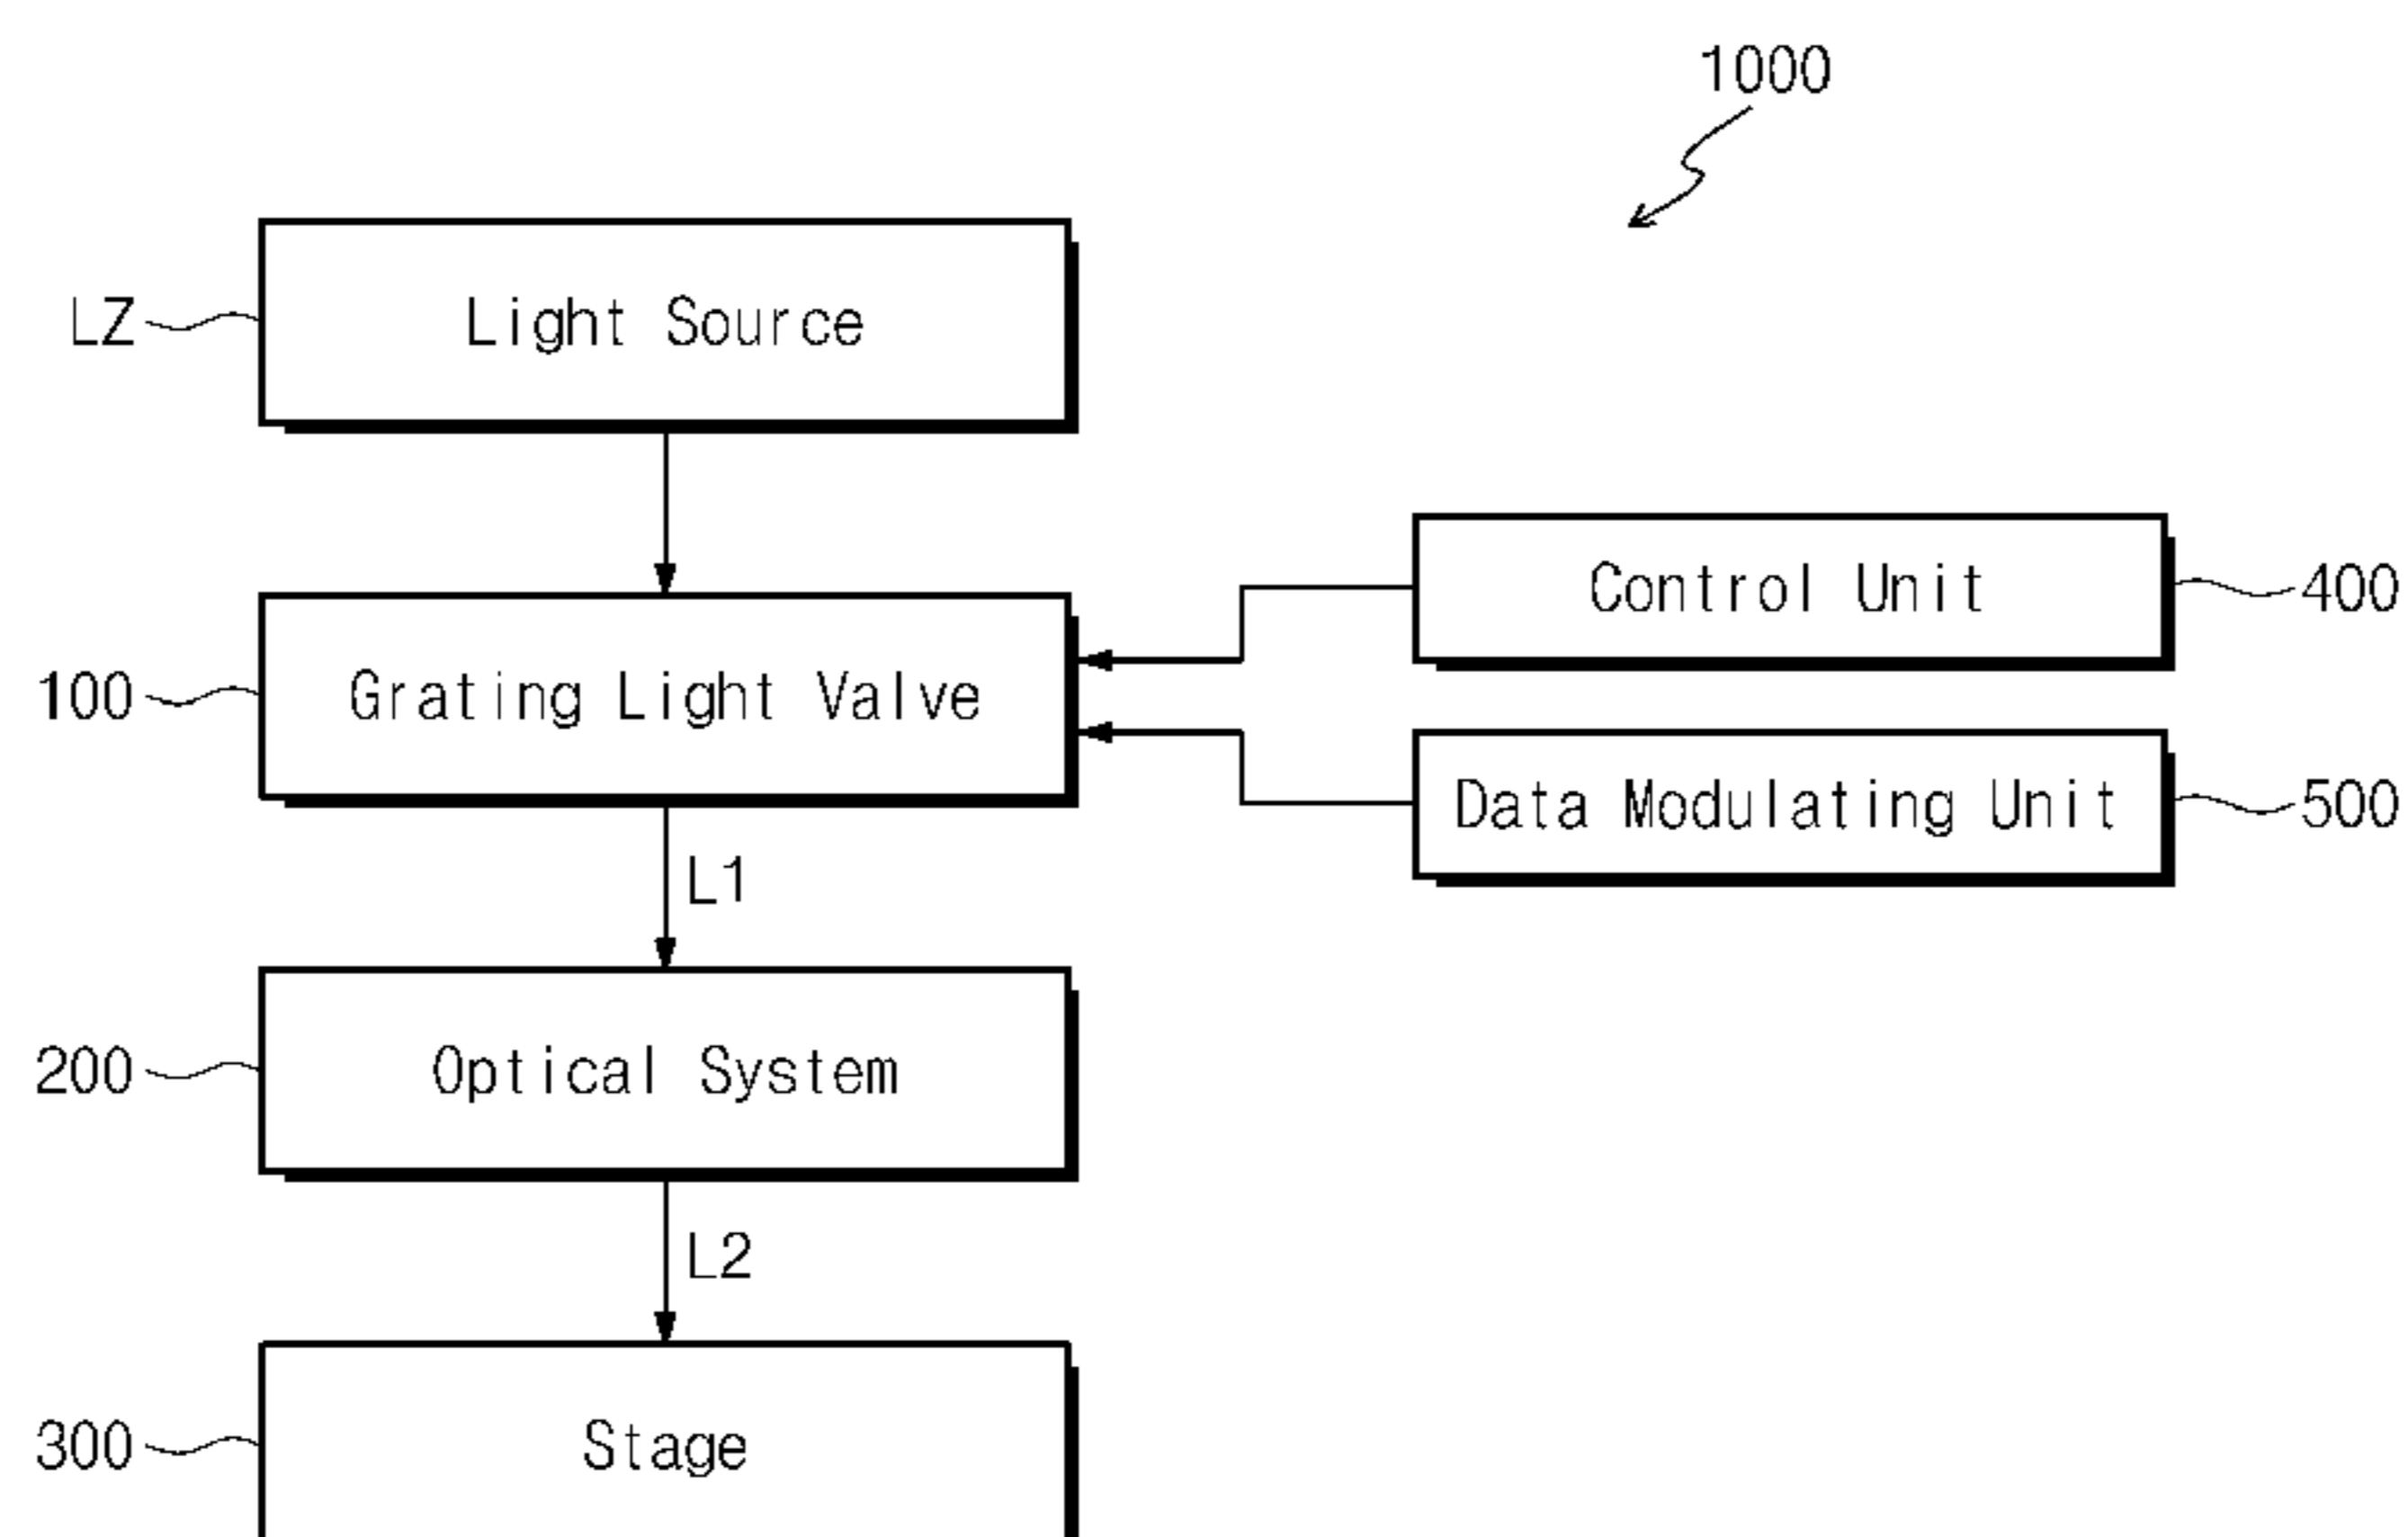 1000
LZ Light Source
Control Unit 400
100 Grating Light Valve
Data Modulating Unit 500
L1
200 Optical System
L2
300 Stage